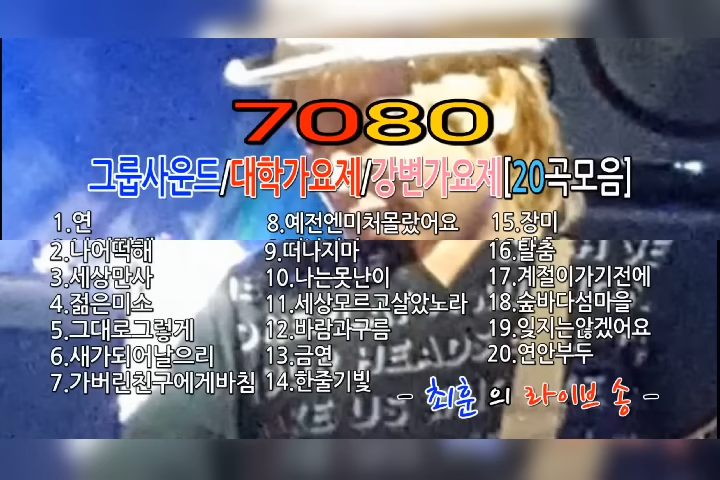 7080
그룹사운드/대학가요제/강변가요제[20곡모음]
1.연
2.나어떡해
3.세상만사
4.젊은미소
5.그대로그렇게
6.새가되어날으리
7.가버린친구에게바침
8.예전엔미처몰랐어요
9.떠나지마
10.나는못난이
11.세상모르고살았노라
12.바람과구름
13.금연
14.한줄기빛
15.장미
16.탈춤
17.계절이가기전에
18.숲바다섬마을
19.잊지는않겠어요
20.연안부두
- 최훈의 라이브 송 -
HEADS
US